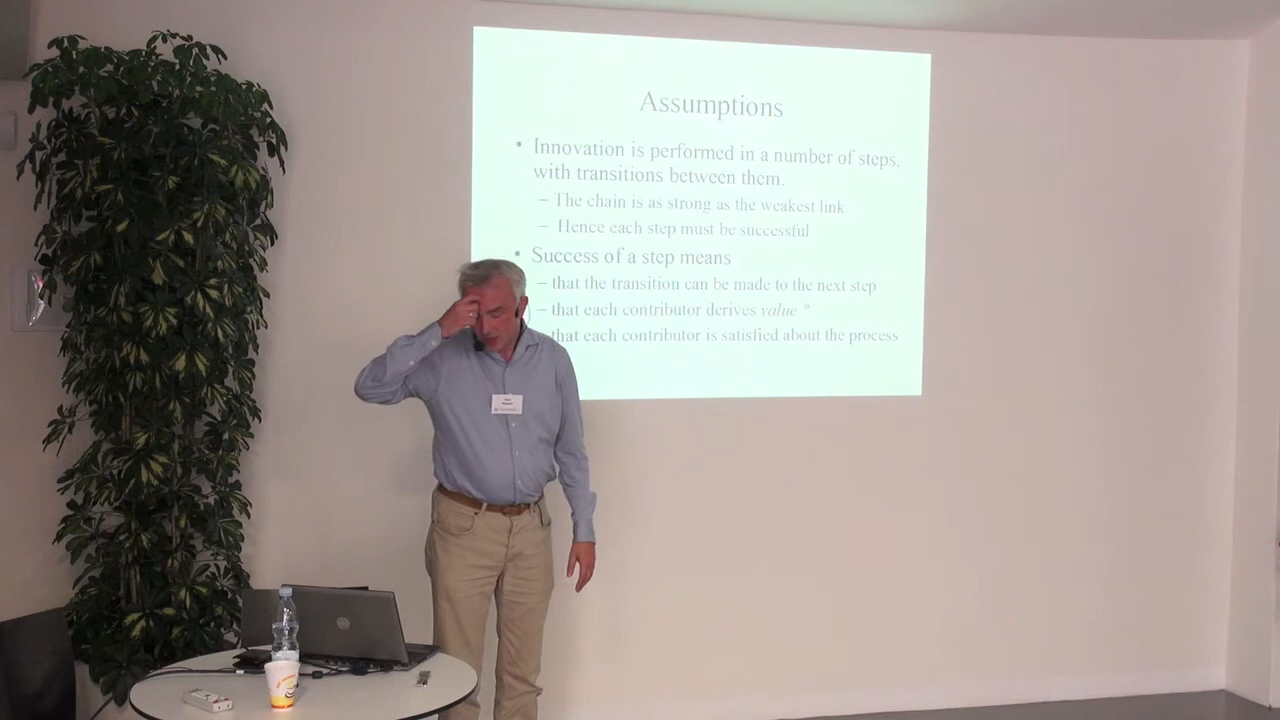 Assumptions
• Innovation is performed in a number of steps,
with transitions between them.
– The chain is as strong as the weakest link
– Hence each step must be successful
• Success of a step means
– that the transition can be made to the next step
– that each contributor derives value *
that each contributor is satisfied about the process